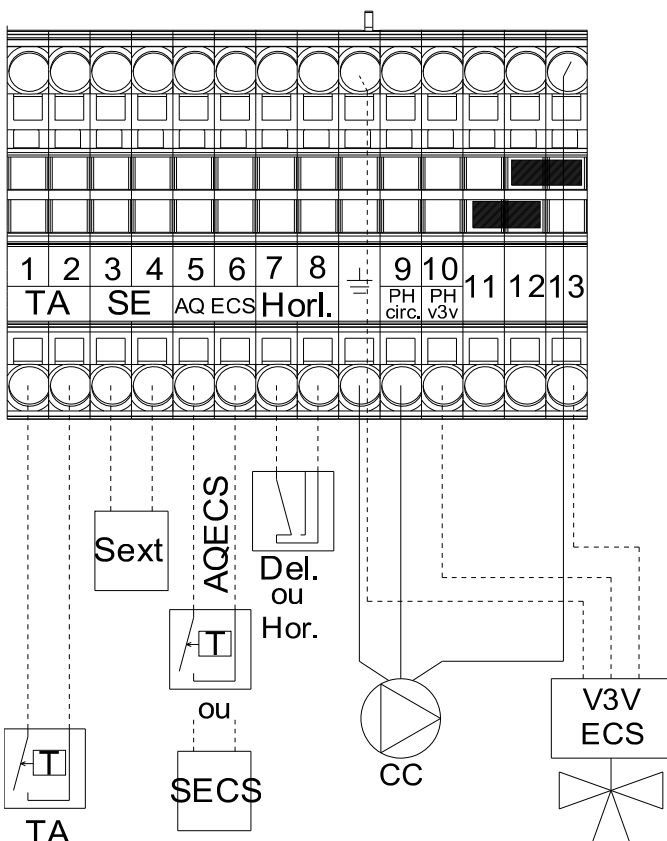 1 2 3 4 5 6 7 8 9 10 11 12 13
TA SE AQ ECS Horl. PH circ. PH v3v
Sext
AQECS
Del.
ou
Hor.
T
ou
SECS
T
TA
CC
V3V
ECS